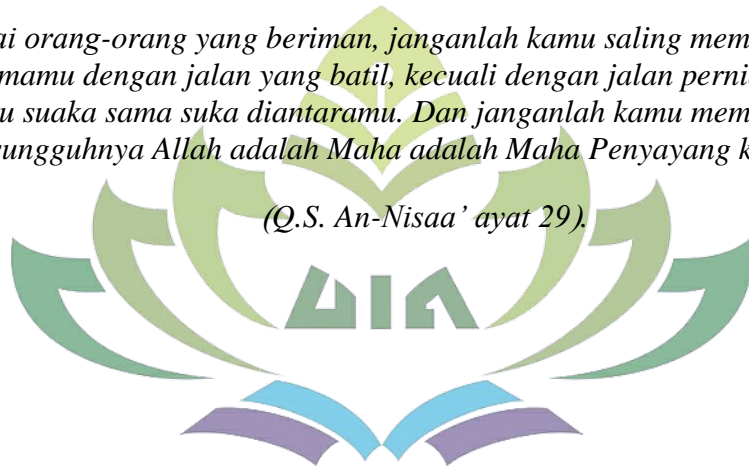 ai orang-orang yang beriman, janganlah kamu saling mem
mamu dengan jalan yang batil, kecuali dengan jalan perni
u suaka sama suka diantaramu. Dan janganlah kamu mem
ungguhnya Allah adalah Maha adalah Maha Penyayang k
(Q.S. An-Nisaa’ ayat 29).
UIN